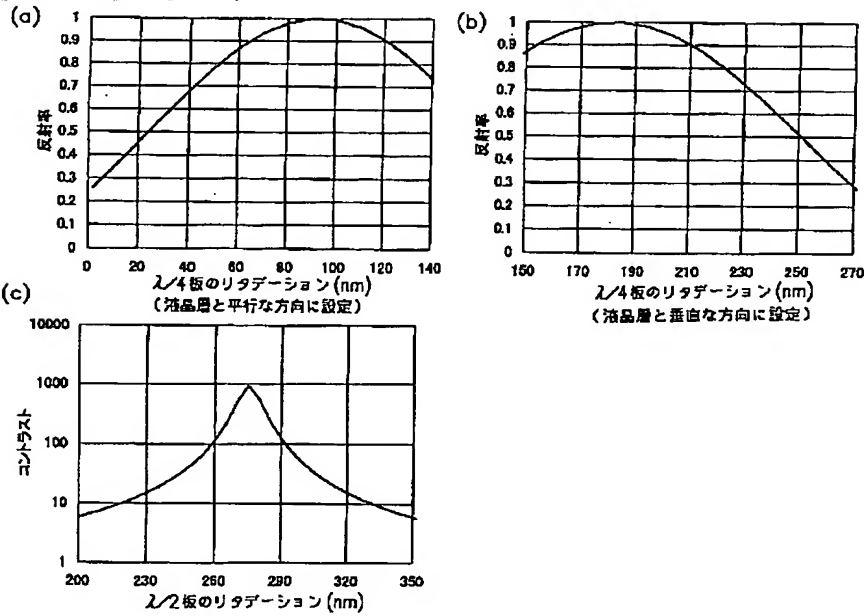 (a)
1
0.9
0.8
0.7
0.6
0.5
0.4
0.3
0.2
0.1
0
反射率
0 20 40 60 80 100 120 140
λ/4板のリタデーション(nm)
(液晶層と平行な方向に設定)
(b)
1
0.9
0.8
0.7
0.6
0.5
0.4
0.3
0.2
0.1
0
反射率
150 170 190 210 230 250 270
λ/4板のリタデーション(nm)
(液晶層と垂直な方向に設定)
(c)
10000
1000
100
10
1
コントラスト
200 230 260 290 320 350
λ/2板のリタデーション(nm)